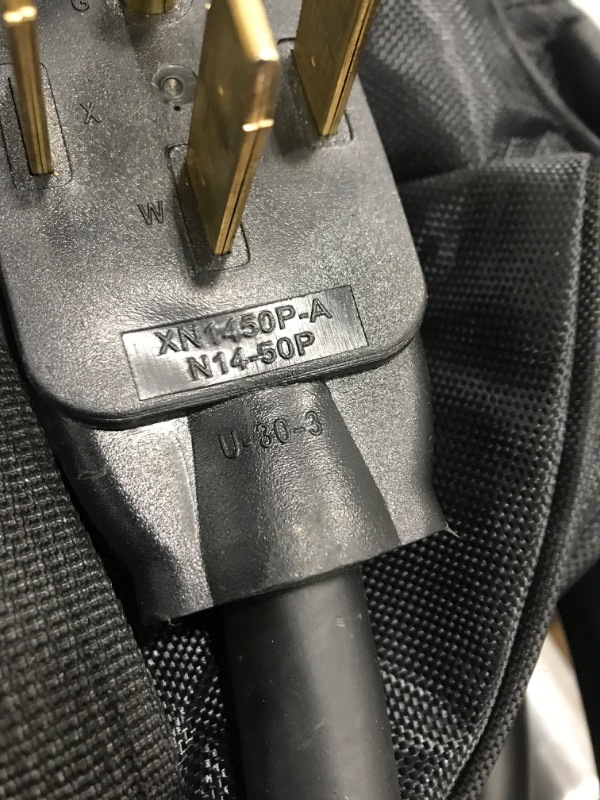 G
X
W
XN1450P-A
N14-50P
U-30-3